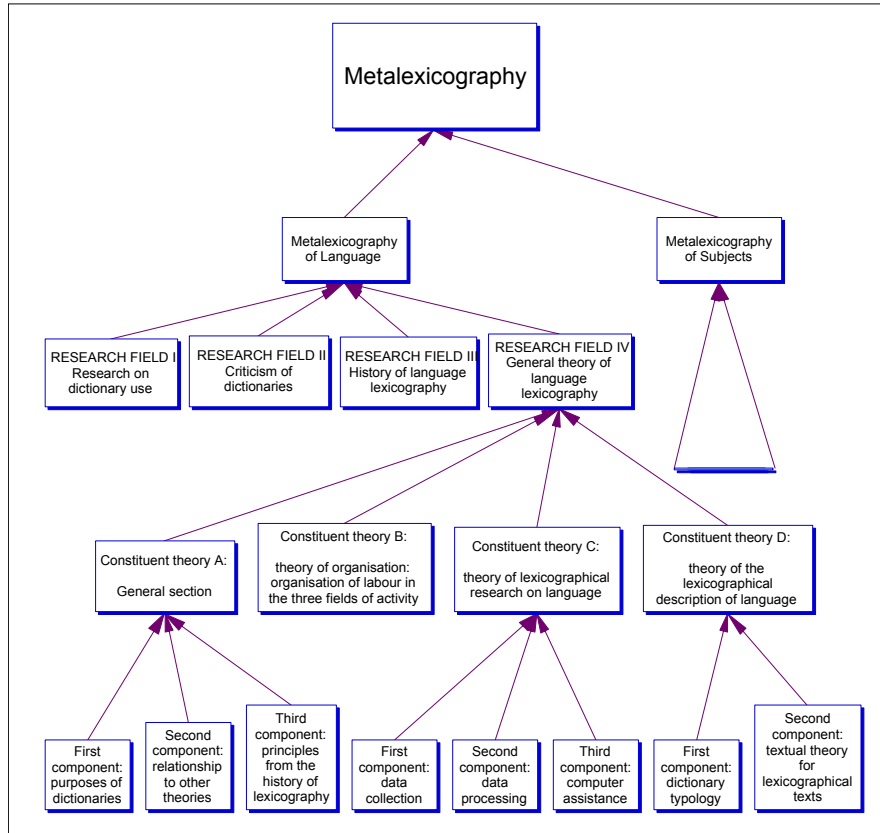 Metalexicography
Metalexicography
of Language
Metalexicography
of Subjects
RESEARCH FIELD I
Research on
dictionary use
RESEARCH FIELD II
Criticism of
dictionaries
RESEARCH FIELD III
History of language
lexicography
RESEARCH FIELD IV
General theory of
language
lexicography
Constituent theory A:
General section
Constituent theory B:
theory of organisation:
organisation of labour in
the three fields of activity
Constituent theory C:
theory of lexicographical
research on language
Constituent theory D:
theory of the
lexicographical
description of language
First
component:
purposes of
dictionaries
Second
component:
relationship
to other
theories
Third
component:
principles
from the
history of
lexicography
First
component:
data
collection
Second
component:
data
processing
Third
component:
computer
assistance
First
component:
dictionary
typology
Second
component:
textual theory
for
lexicographical
texts